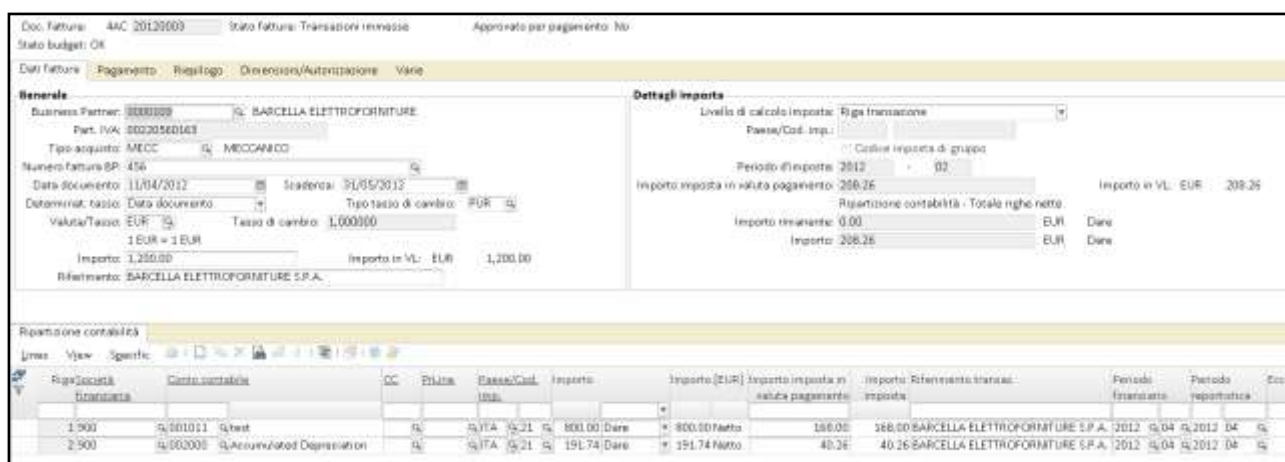 Doc. Fattura: 4AC 20120003 Stato fattura: Transazioni immesse Approvato per pagamento: No
Stato budget: OK
Dati fattura Pagamento Riepilogo Dimensioni/Autorizzazione Varie
Generale
Business Partner: 0000009 BARCELLA ELETTROFORNITURE
Part. IVA: 00220560163
Tipo acquisto: MECC MECCANICO
Numero fattura BP: 456
Data documento: 11/04/2012 Scadenza: 31/05/2012
Determinat. tasso: Data documento Tipo tasso di cambio: PUR
Valuta/Tasso: EUR Tasso di cambio: 1,000000
1 EUR = 1 EUR
Importo: 1,200.00 Importo in VL: EUR 1,200.00
Riferimento: BARCELLA ELETTROFORNITURE S.P.A.
Dettagli imposta
Livello di calcolo imposta: Riga transazione
Paese/Cod. imp.:
Codice imposta di gruppo
Periodo d'imposta: 2012 - 02
Importo imposta in valuta pagamento: 208.26 Importo in VL: EUR 208.26
Ripartizione contabilità - Totale righe netto
Importo rimanente: 0.00 EUR Dare
Importo: 208.26 EUR Dare
Ripartizione contabilità
Lines View Specific
Riga Società finanziaria Conto contabile CC PrLine Paese/Cod. imp. Importo Importo [EUR] Importo imposta in valuta pagamento Importo imposta Riferimento transaz. Periodo finanziario Periodo reportistica
1 900 001011 test ITA 21 800.00 Dare 800.00 Netto 168.00 168.00 BARCELLA ELETTROFORNITURE S.P.A. 2012 04 2012 04
2 900 002000 Accumulated Depreciation ITA 21 191.74 Dare 191.74 Netto 40.26 40.26 BARCELLA ELETTROFORNITURE S.P.A. 2012 04 2012 04